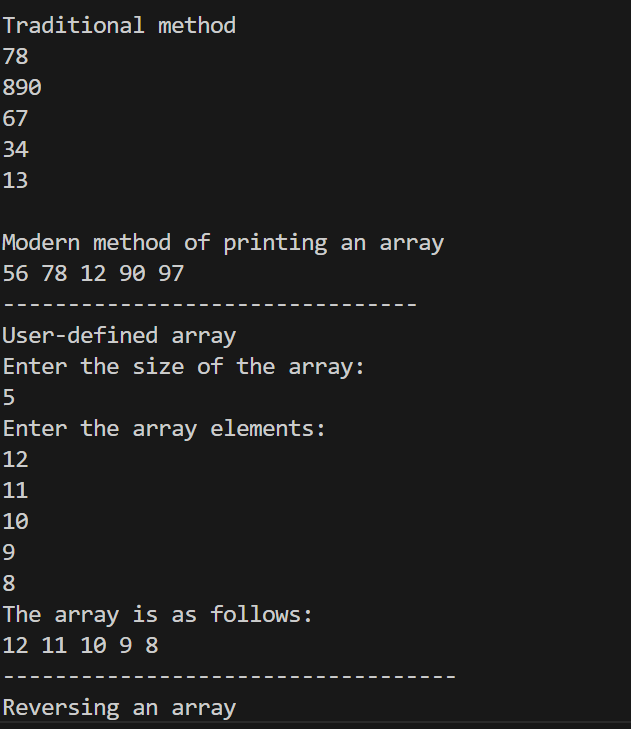 Traditional method
78
890
67
34
13
Modern method of printing an array
56 78 12 90 97
--------------------------------
User-defined array
Enter the size of the array:
5
Enter the array elements:
12
11
10
9
8
The array is as follows:
12 11 10 9 8
-----------------------------------
Reversing an array